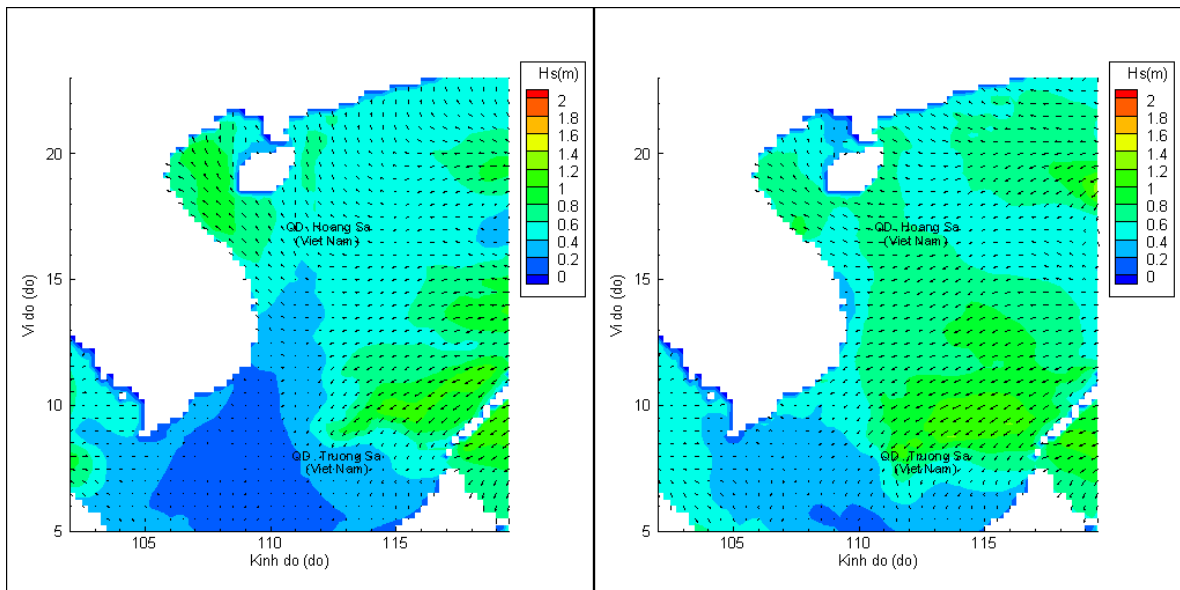 Hs(m)
2
1.8
1.6
1.4
1.2
1
0.8
0.6
0.4
0.2
0
20
15
10
5
Vi do (do)
QD. Hoang Sa
(Viet Nam)
QD. Truong Sa
(Viet Nam)
105
110
115
Kinh do (do)
Hs(m)
2
1.8
1.6
1.4
1.2
1
0.8
0.6
0.4
0.2
0
20
15
10
5
Vi do (do)
QD. Hoang Sa
(Viet Nam)
QD. Truong Sa
(Viet Nam)
105
110
115
Kinh do (do)